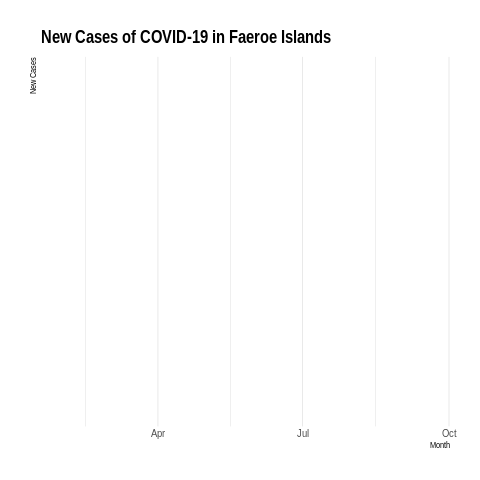 New Cases of COVID-19 in Faeroe Islands
New Cases
Apr
Jul
Oct
Month